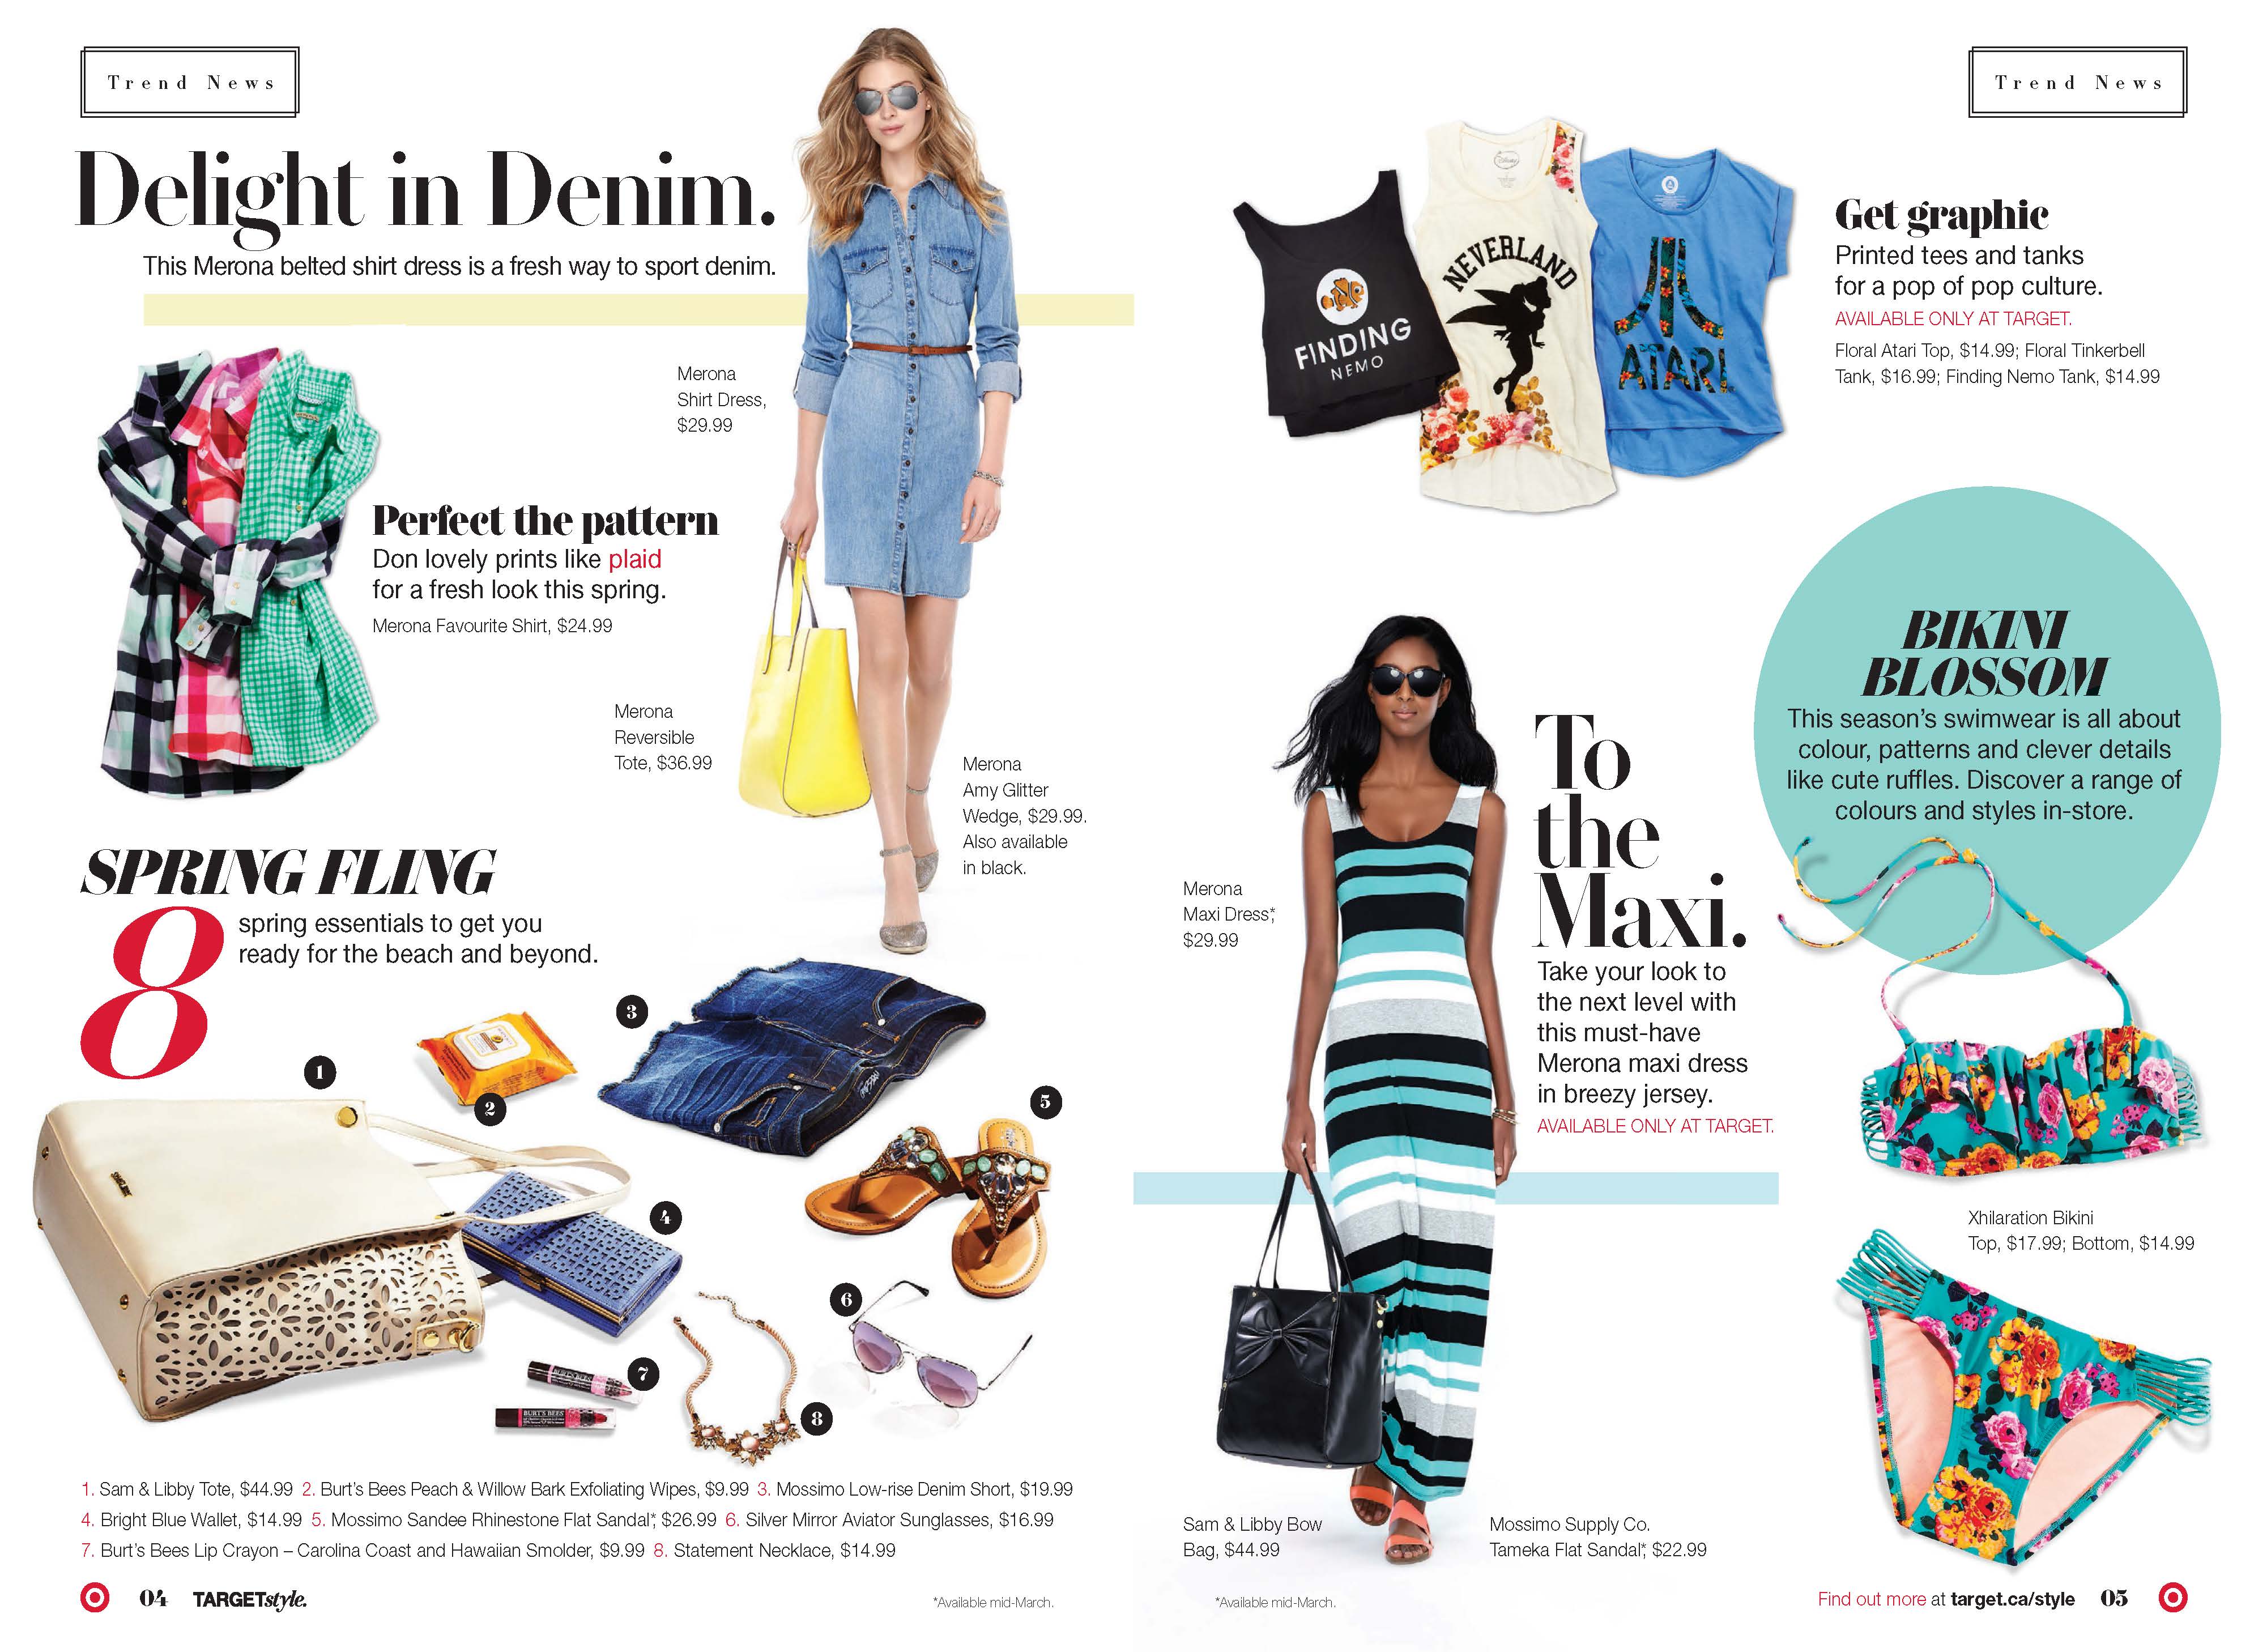 Trend News
Delight in Denim.
This Merona belted shirt dress is a fresh way to sport denim.
Merona
Shirt Dress,
$29.99
Perfect the pattern
Don lovely prints like plaid
for a fresh look this spring.
Merona Favourite Shirt, $24.99
Merona
Reversible
Tote, $36.99
Merona
Amy Glitter
Wedge, $29.99.
Also available
in black.
SPRING FLING
8
spring essentials to get you
ready for the beach and beyond.
1
2
3
4
5
6
7
8
BURT'S BEES
BURT'S BEES
1. Sam & Libby Tote, $44.99 2. Burt's Bees Peach & Willow Bark Exfoliating Wipes, $9.99 3. Mossimo Low-rise Denim Short, $19.99
4. Bright Blue Wallet, $14.99 5. Mossimo Sandee Rhinestone Flat Sandal*, $26.99 6. Silver Mirror Aviator Sunglasses, $16.99
7. Burt's Bees Lip Crayon – Carolina Coast and Hawaiian Smolder, $9.99 8. Statement Necklace, $14.99
04 TARGETstyle.
*Available mid-March.
Trend News
FINDING
NEMO
Disney
NEVERLAND
ATARI
Get graphic
Printed tees and tanks
for a pop of pop culture.
AVAILABLE ONLY AT TARGET.
Floral Atari Top, $14.99; Floral Tinkerbell
Tank, $16.99; Finding Nemo Tank, $14.99
BIKINI
BLOSSOM
This season's swimwear is all about
colour, patterns and clever details
like cute ruffles. Discover a range of
colours and styles in-store.
To
the
Maxi.
Take your look to
the next level with
this must-have
Merona maxi dress
in breezy jersey.
AVAILABLE ONLY AT TARGET.
Merona
Maxi Dress*,
$29.99
Xhilaration Bikini
Top, $17.99; Bottom, $14.99
Sam & Libby Bow
Bag, $44.99
Mossimo Supply Co.
Tameka Flat Sandal*, $22.99
*Available mid-March.
Find out more at target.ca/style 05